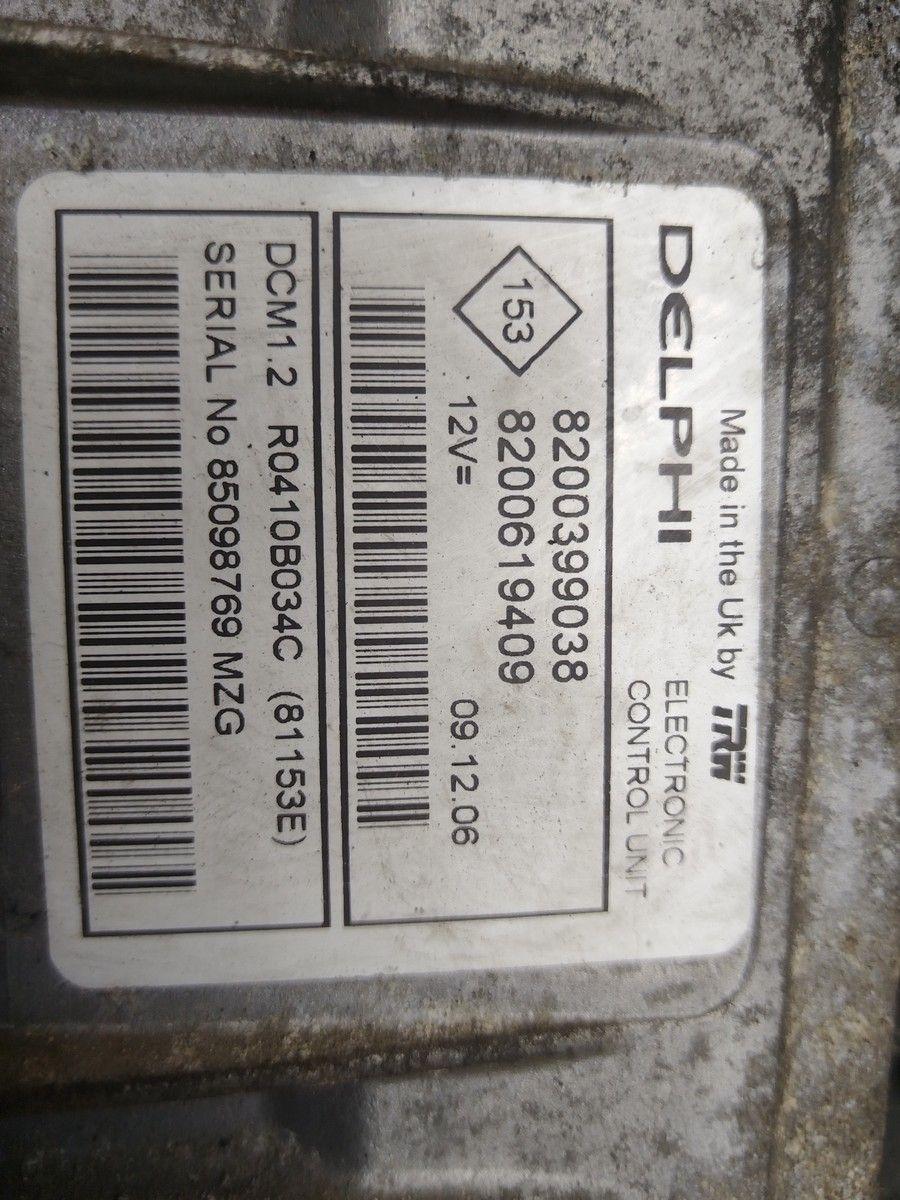 Made in the Uk by TRW
DELPHI
ELECTRONIC
CONTROL UNIT
8200399038
153
8200619409
12V=
09.12.06
DCM1.2 R0410B034C (81153E)
SERIAL No 85098769 MZG